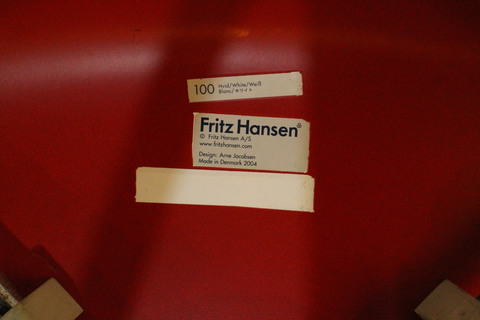 100 Hvid/White/Weiß
Blanc/ホワイト
Fritz Hansen®
© Fritz Hansen A/S
www.fritzhansen.com
Design: Arne Jacobsen
Made in Denmark 2004